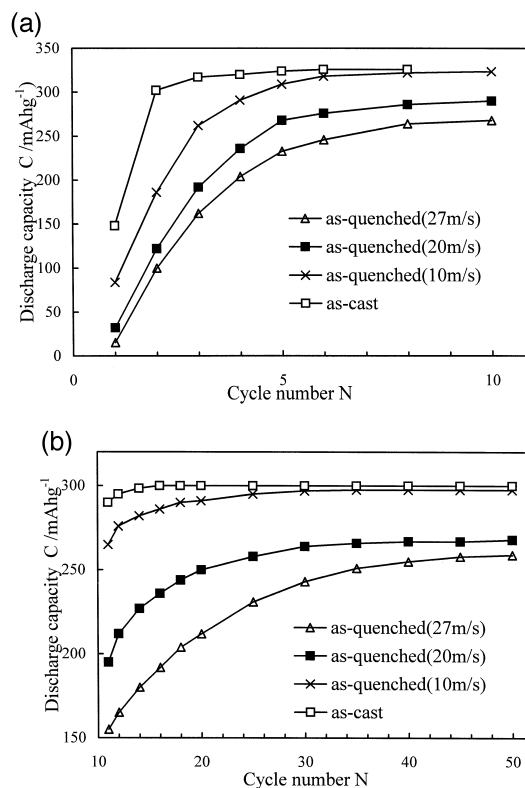 (a)
350
300
250
200
150
100
50
0
Discharge capacity C /mAhg-1
as-quenched(27m/s)
as-quenched(20m/s)
as-quenched(10m/s)
as-cast
0 5 10
Cycle number N
(b)
300
250
200
150
Discharge capacity C /mAhg-1
as-quenched(27m/s)
as-quenched(20m/s)
as-quenched(10m/s)
as-cast
10 20 30 40 50
Cycle number N